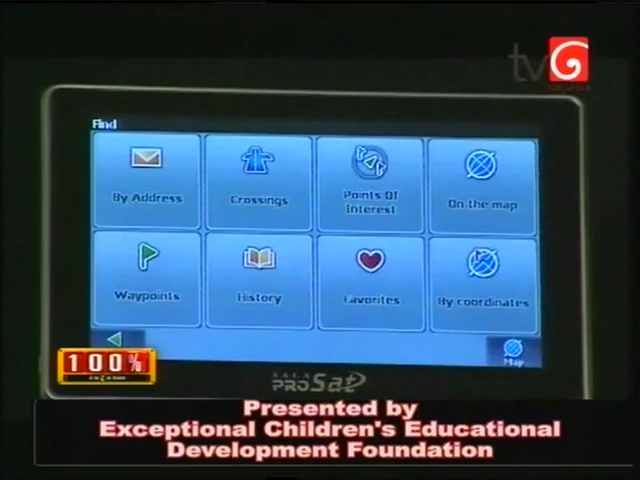 tv
Find
By Address
Crossings
Points Of
Interest
On the map
Waypoints
History
Favorites
By coordinates
Map
100%
PROSat
Presented by
Exceptional Children's Educational
Development Foundation